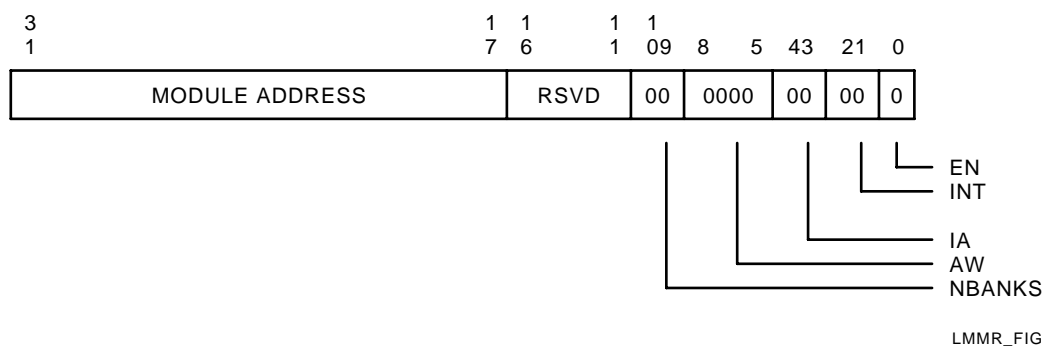 3 1 1 1 1
1 7 6 1 09 8 5 43 21 0
MODULE ADDRESS RSVD 00 0000 00 00 0
EN
INT
IA
AW
NBANKS
LMMR_FIG